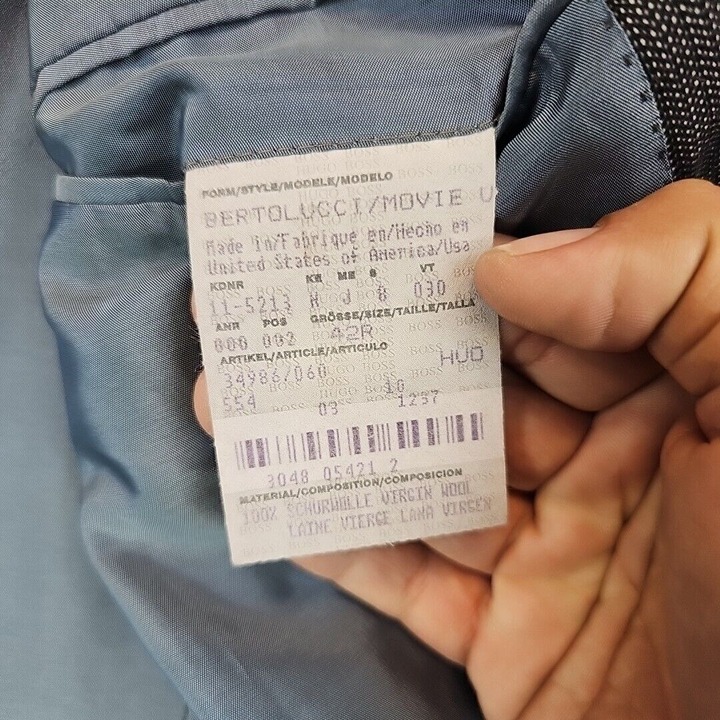 FORM/STYLE/MODELE/MODELO
BERTOLUCCI/MOVIE U
Made in/Fabriqué en/Hecho en
United States of America/Usa
KDNR KE ME S VT
11-5213 H J 8 030
ANR POS GRÖSSE/SIZE/TAILLE/TALLA
000 002 42R
ARTIKEL/ARTICLE/ARTICULO HVO
34986/060 10
554 03 1237
3048 05421 2
MATERIAL/COMPOSITION/COMPOSICION
100% SCHURWOLLE VIRGIN WOOL
LAINE VIERGE LANA VIRGEN